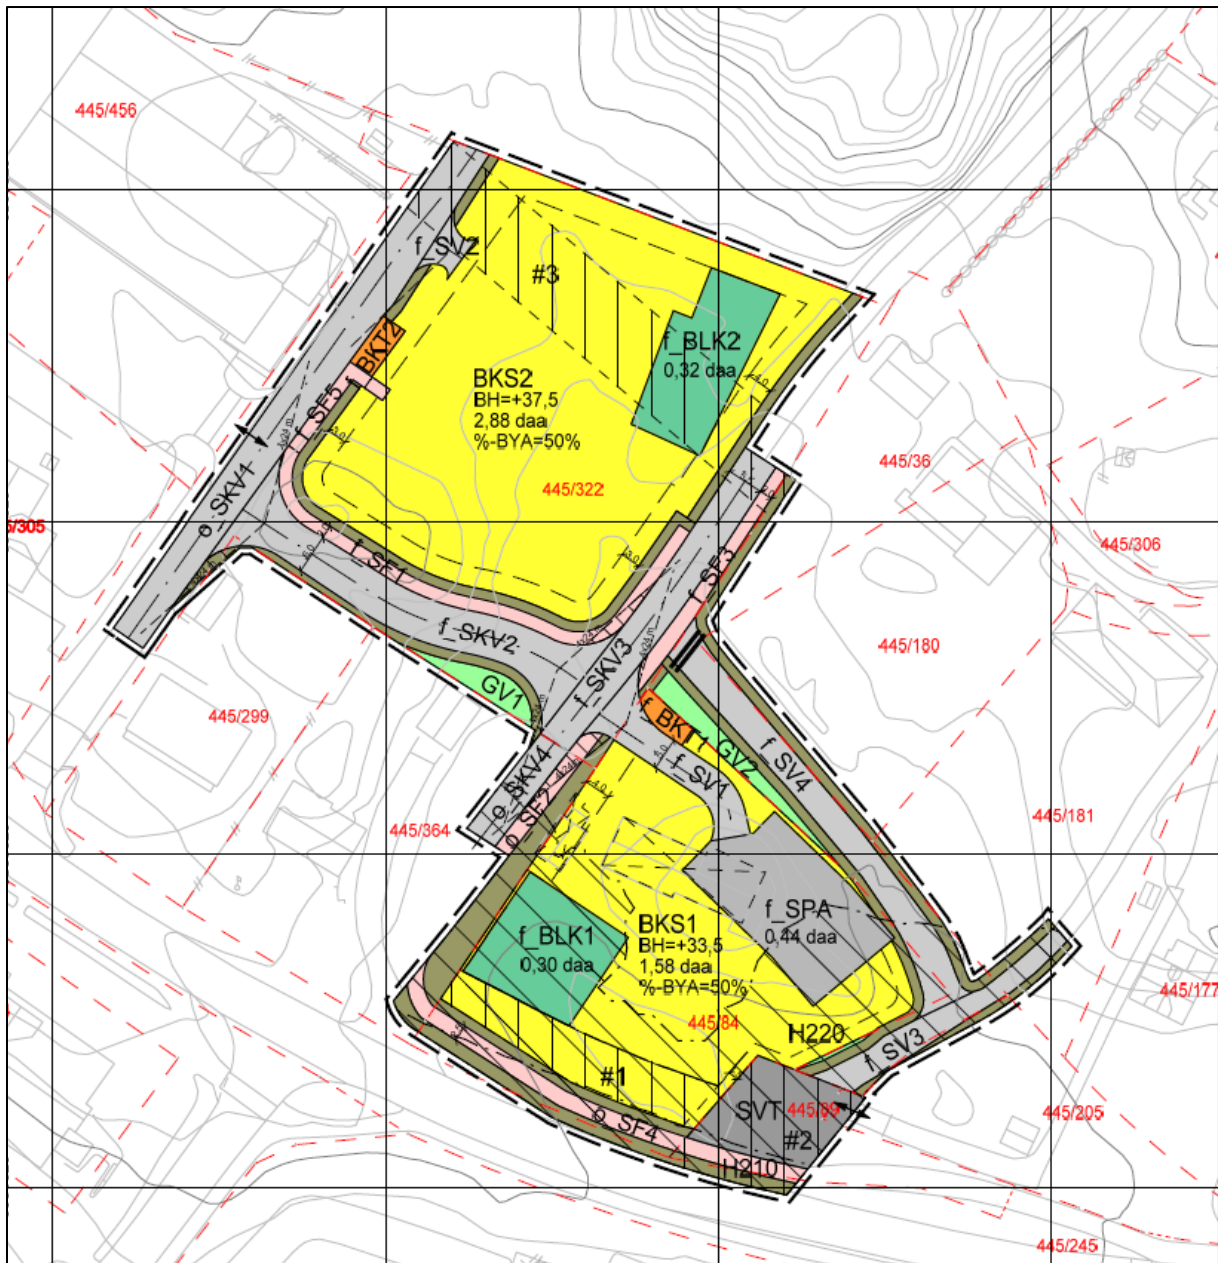 445/456
f_SV2
#3
f_BLK2
0,32 daa
BKT2
BKS2
BH=+37,5
2,88 daa
%-BYA=50%
f_SF5
445/36
445/322
o_SKV1
5/305
445/306
f_SF1
f_SF3
f_SKV2
445/180
f_SKV3
GV1
445/299
f_BKT1
GV2
f_SV4
f_SV1
o_SKV4
o_SF2
445/364
445/181
f_SPA
0,44 daa
BKS1
BH=+33,5
1,58 daa
%-BYA=50%
f_BLK1
0,30 daa
445/177
445/84
H220
f_SV3
#1
SVT
445/89
#2
445/205
o_SF4
H210
445/245